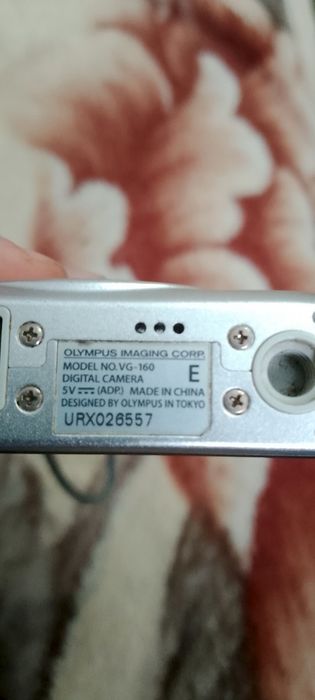 OLYMPUS IMAGING CORP.
MODEL NO. VG-160
DIGITAL CAMERA
E
5V ⎓ (ADP.) MADE IN CHINA
DESIGNED BY OLYMPUS IN TOKYO
URX026557